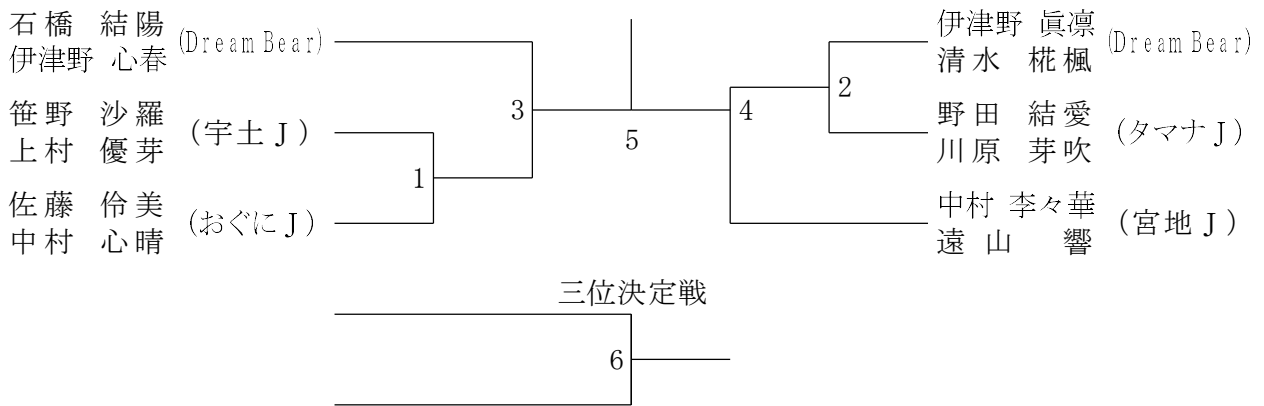 石橋 結陽
伊津野 心春
(Dream Bear)
笹野 沙羅
上村 優芽
(宇土J)
佐藤 伶美
中村 心晴
(おぐにJ)
1
3
5
4
2
伊津野 眞凛
清水 椛楓
(Dream Bear)
野田 結愛
川原 芽吹
(タマナJ)
中村 李々華
遠山 響
(宮地J)
三位決定戦
6